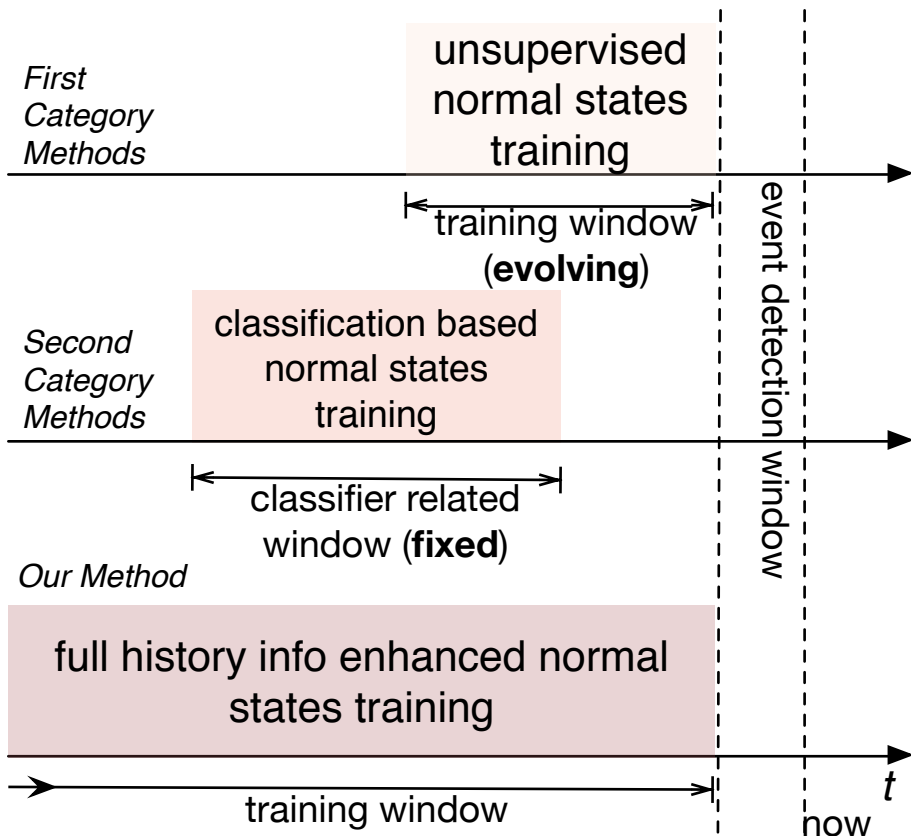 First
Category
Methods
unsupervised
normal states
training
training window
(evolving)
event detection window
Second
Category
Methods
classification based
normal states
training
classifier related
window (fixed)
Our Method
full history info enhanced normal
states training
training window
t
now